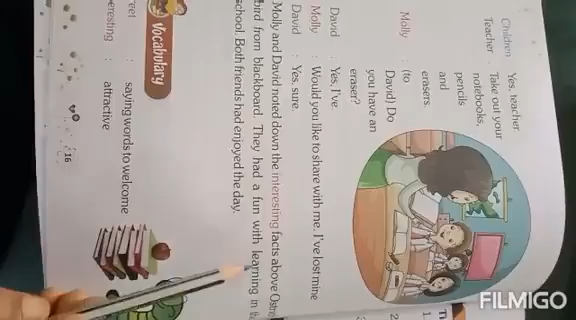 Children Yes, teacher.
Teacher : Take out your
notebooks,
pencils
and
erasers.
Molly : (to
David) Do
you have an
eraser?
David : Yes, I've.
Molly : Would you like to share with me. I've lost mine
David : Yes, sure.
Molly and David noted down the interesting facts above
bird from blackboard. They had a fun with learning in
school. Both friends had enjoyed the day.
Vocabulary
: saying words to welcome
: attractive
16
1.
2
FILMIGO